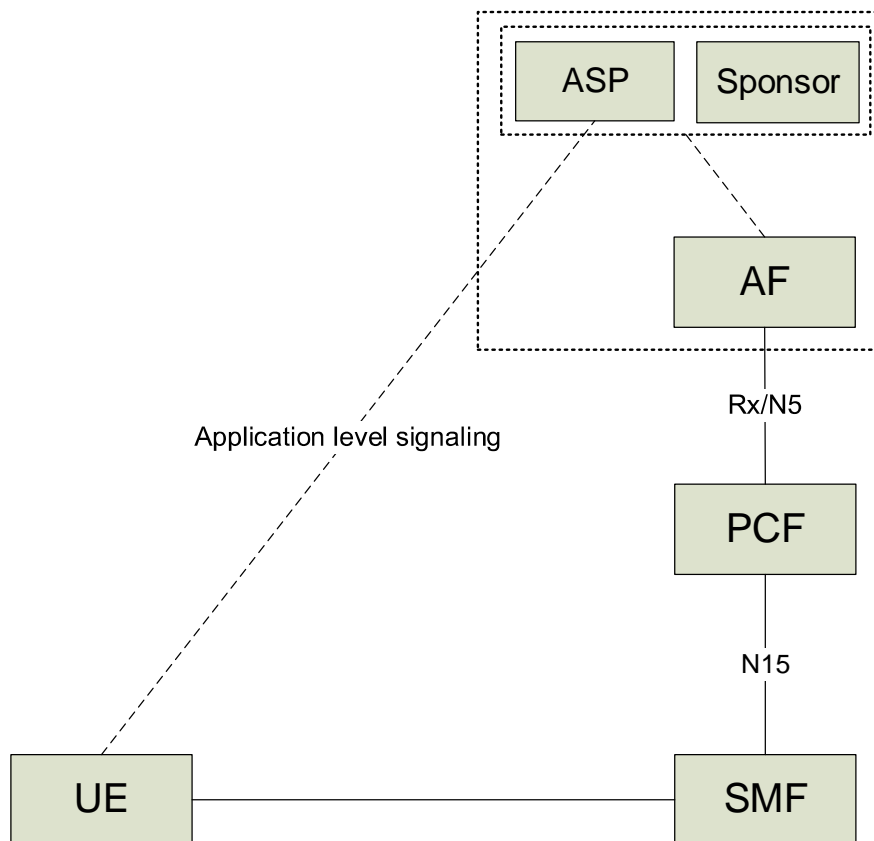 ASP
Sponsor
AF
Rx/N5
Application level signaling
PCF
N15
UE
SMF